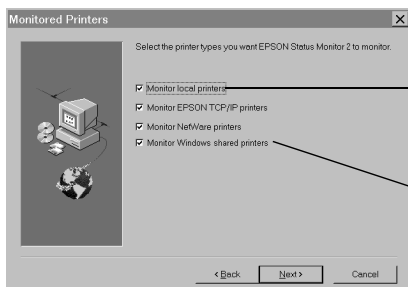 Monitored Printers
Select the printer types you want EPSON Status Monitor 2 to monitor.
Monitor local printers
Monitor EPSON TCP/IP printers
Monitor NetWare printers
Monitor Windows shared printers
< Back
Next >
Cancel